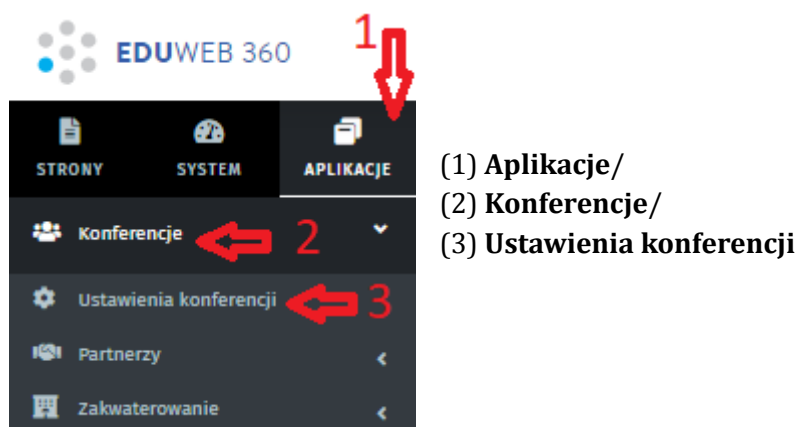 EDUWEB 360
1
STRONY SYSTEM APLIKACJE
Konferencje 2
Ustawienia konferencji 3
Partnerzy
Zakwaterowanie
(1) Aplikacje/
(2) Konferencje/
(3) Ustawienia konferencji